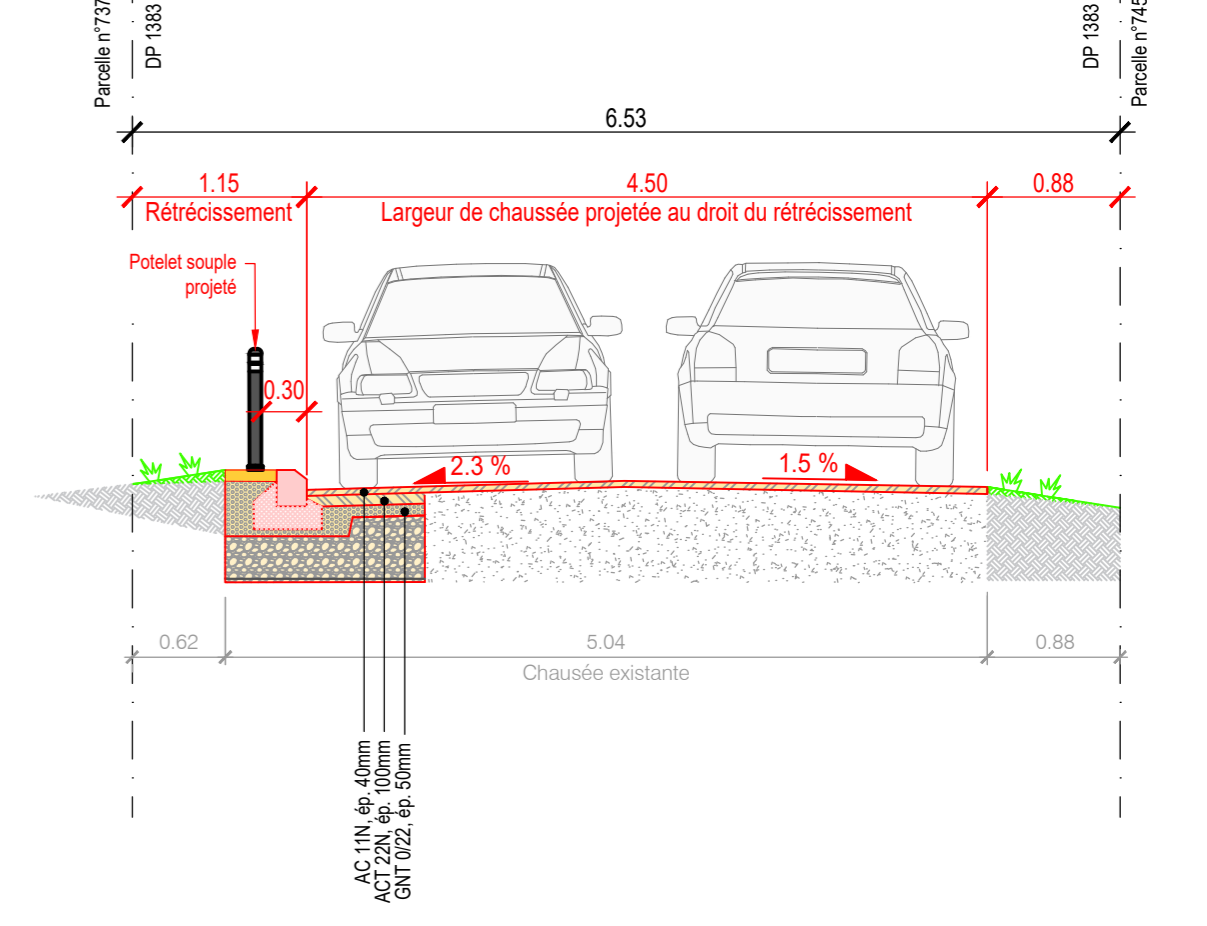 Parcelle n°737
DP 1383
DP 1383
Parcelle n°745
6.53
1.15
4.50
0.88
Rétrécissement
Largeur de chaussée projetée au droit du rétrécissement
Potelet souple
projeté
0.30
2.3 %
1.5 %
0.62
5.04
0.88
Chausée existante
AC 11N, ép. 40mm
ACT 22N, ép. 100mm
GNT 0/22, ép. 50mm